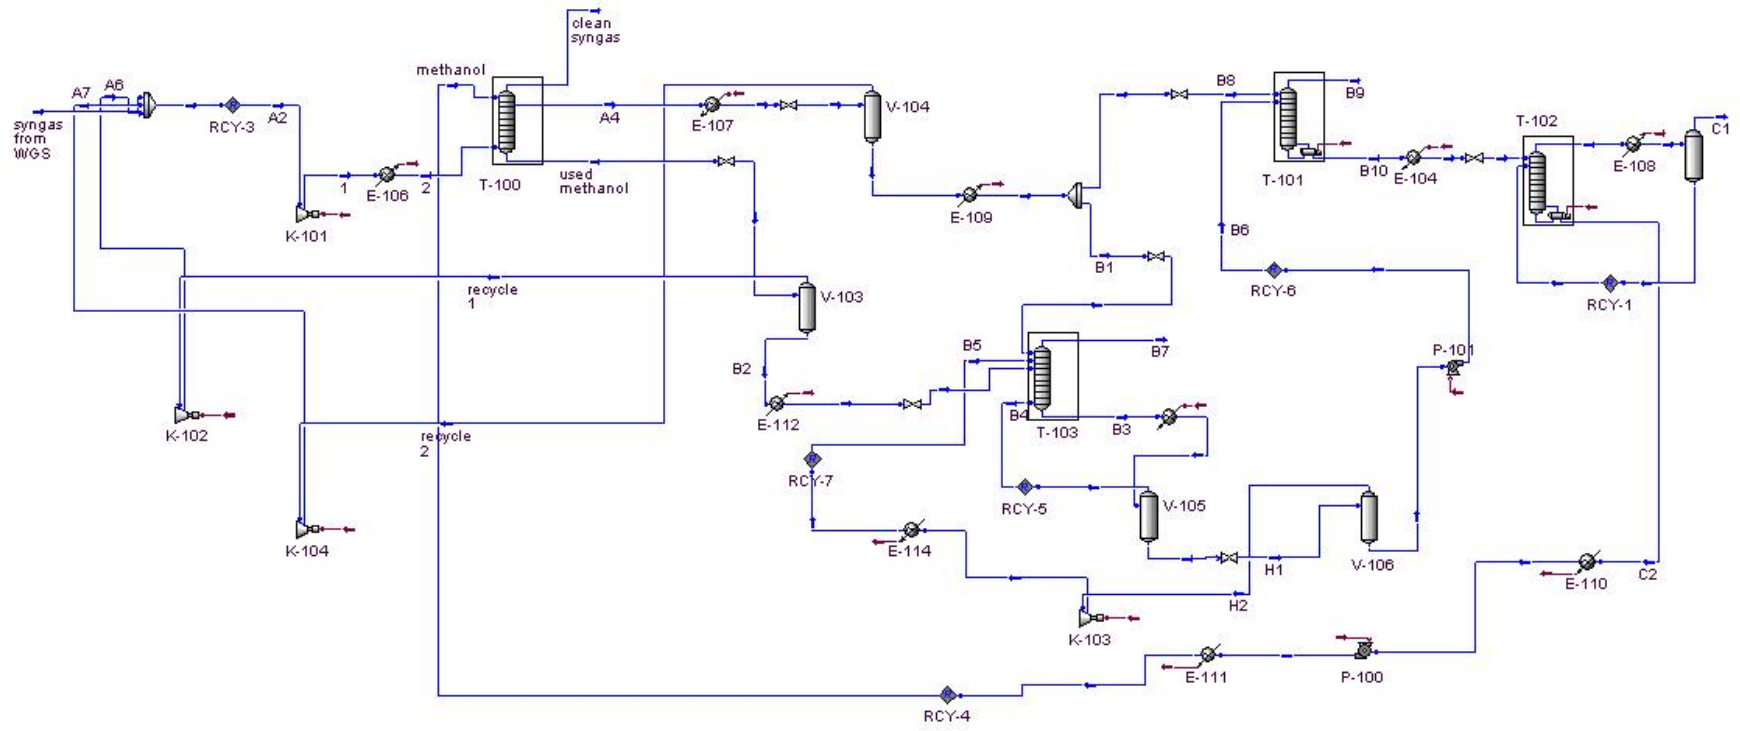 clean
syngas
methanol
A7
A6
syngas
from
WGS
RCY-3
A2
1
E-106
2
K-101
T-100
A4
E-107
V-104
used
methanol
E-109
B8
B9
T-101
B10
E-104
T-102
E-108
C1
B6
RCY-6
RCY-1
B1
recycle
1
V-103
B2
E-112
B5
B7
B4
T-103
B3
P-101
K-102
recycle
2
RCY-7
RCY-5
V-105
E-114
K-104
H1
V-106
H2
K-103
E-110
C2
E-111
P-100
RCY-4